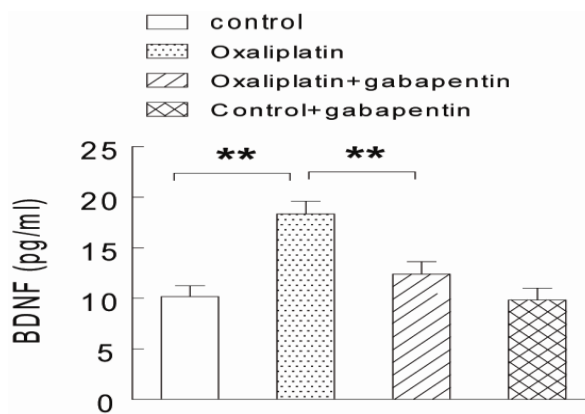 control
Oxaliplatin
Oxaliplatin+gabapentin
Control+gabapentin
25
** **
20
15
10
5
0
BDNF (pg/ml)